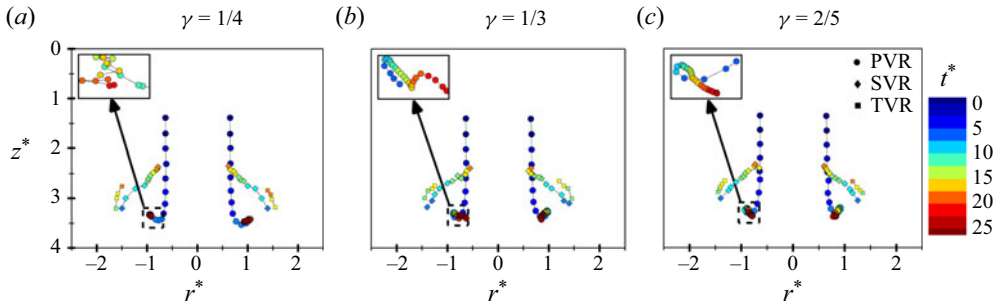 (a) γ = 1/4 (b) γ = 1/3 (c) γ = 2/5
0
1
2
3
4
z*
−2 −1 0 1 2
r*
−2 −1 0 1 2
r*
−2 −1 0 1 2
r*
PVR
SVR
TVR
t*
0
5
10
15
20
25